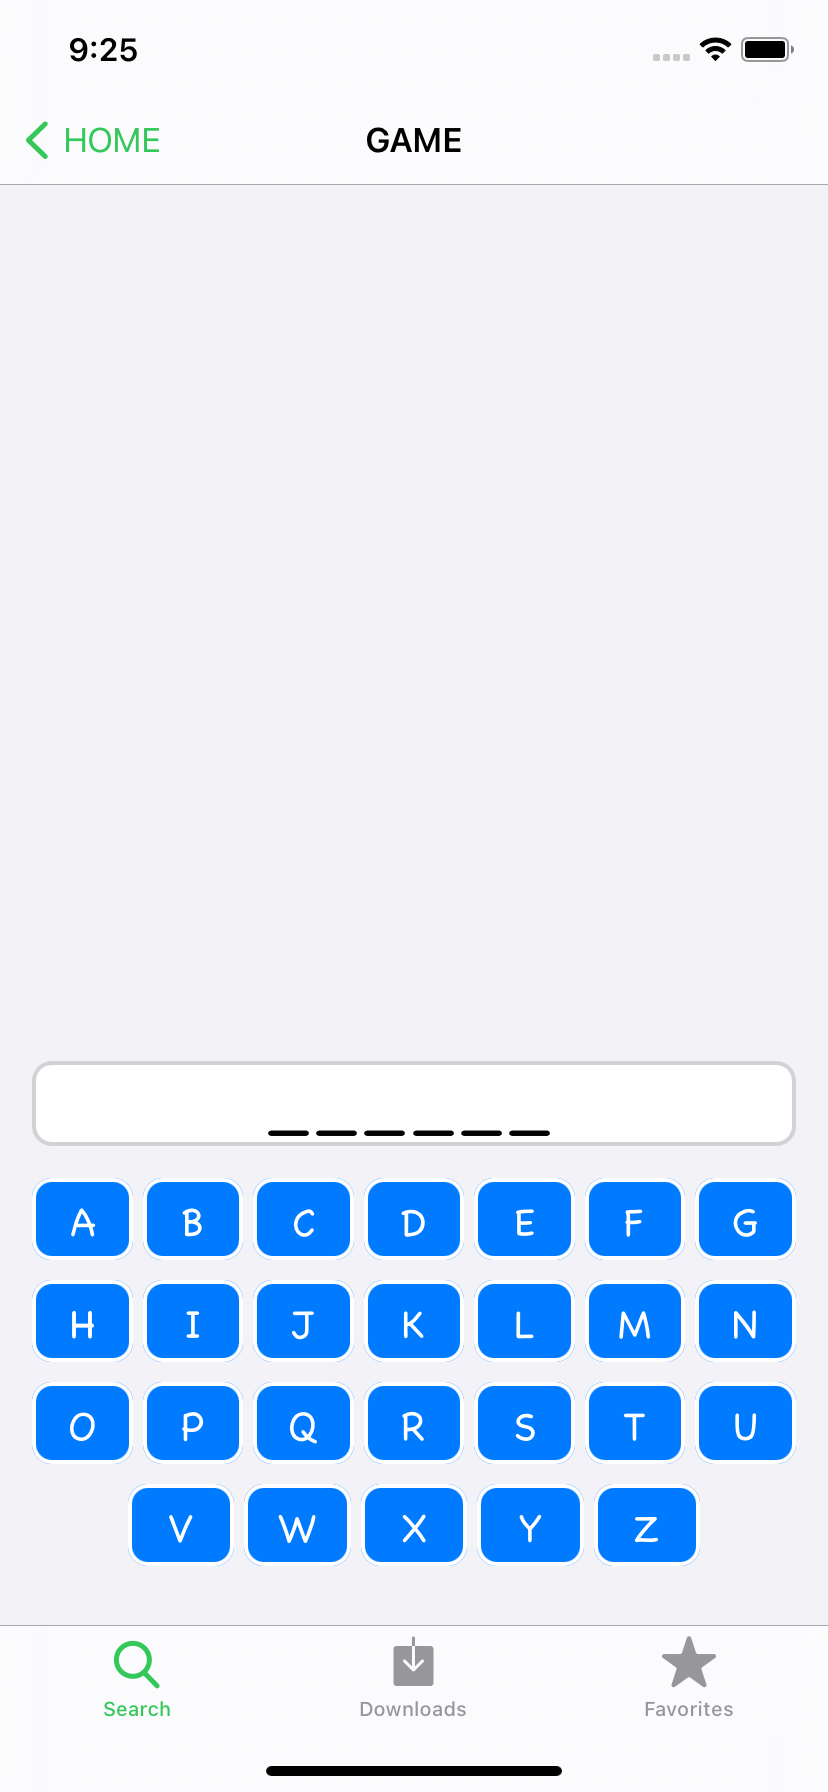 9:25
HOME GAME
_ _ _ _ _ _
A B C D E F G
H I J K L M N
O P Q R S T U
V W X Y Z
Search Downloads Favorites